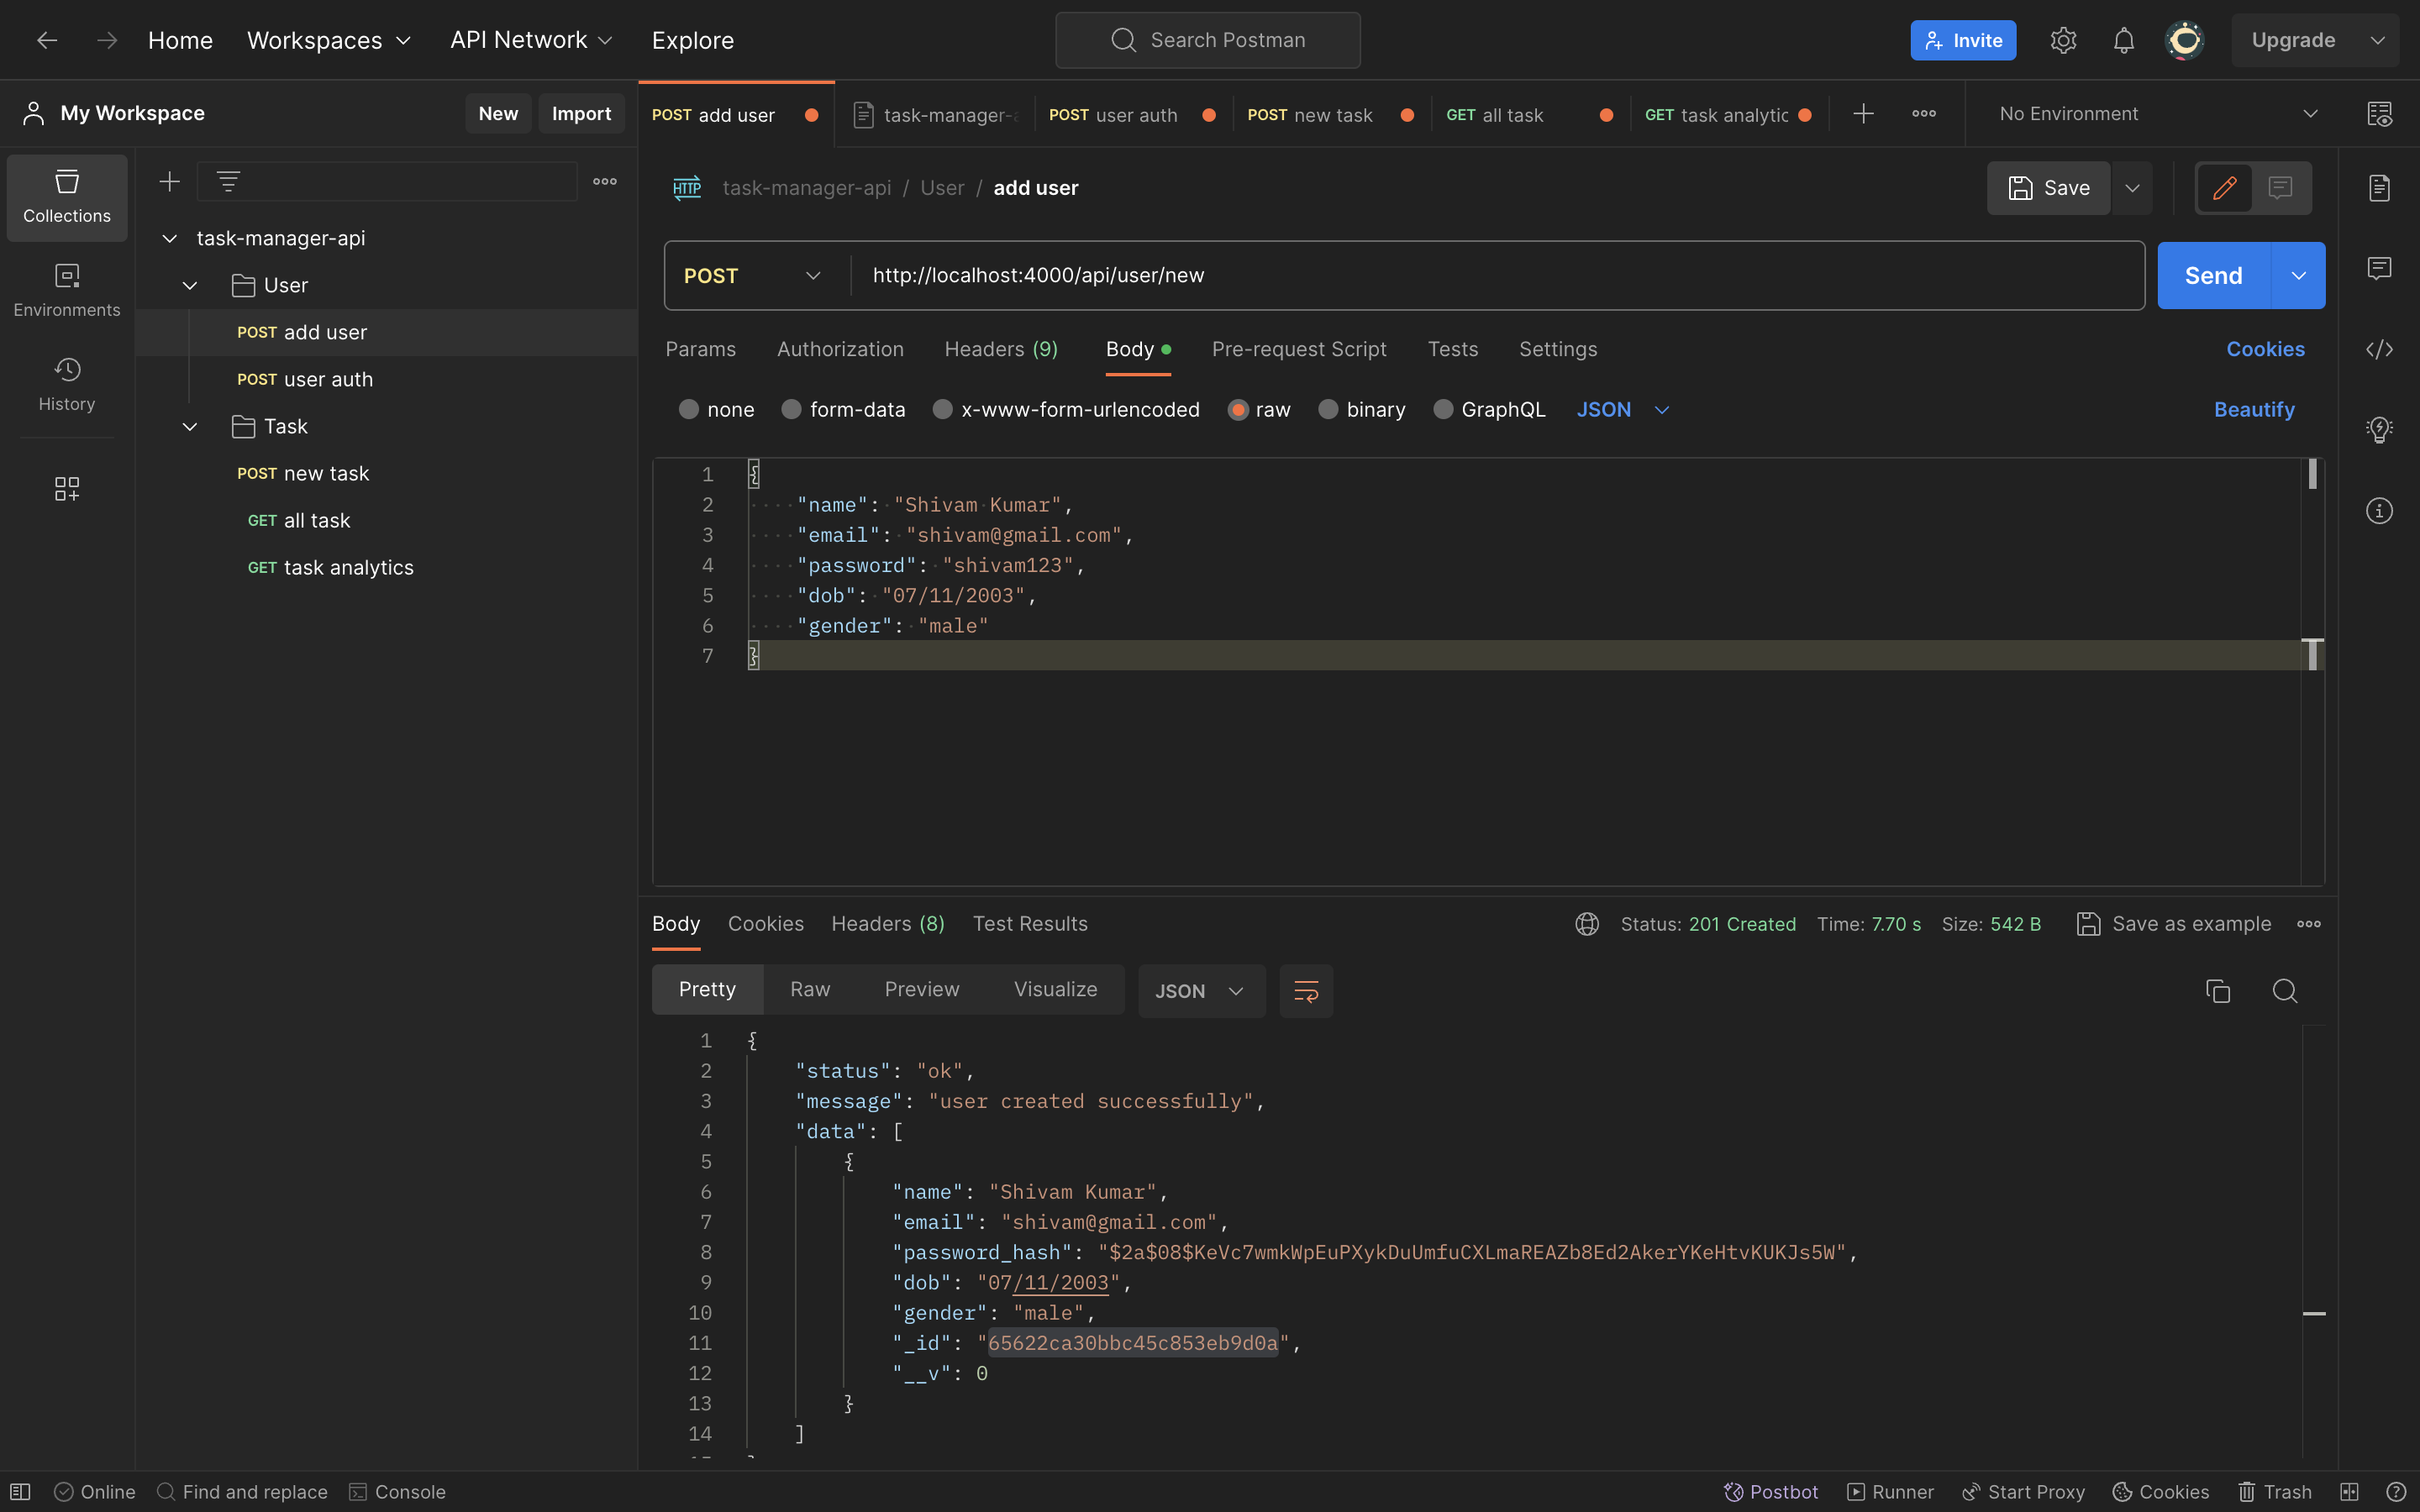 Home Workspaces API Network Explore Search Postman Invite Upgrade
My Workspace New Import
POST add user task-manager-a POST user auth POST new task GET all task GET task analytic No Environment
Collections
Environments
History
task-manager-api
User
POST add user
POST user auth
Task
POST new task
GET all task
GET task analytics
HTTP task-manager-api / User / add user Save
POST http://localhost:4000/api/user/new Send
Params Authorization Headers (9) Body Pre-request Script Tests Settings Cookies
none form-data x-www-form-urlencoded raw binary GraphQL JSON Beautify
1 {
2 "name": "Shivam Kumar",
3 "email": "shivam@gmail.com",
4 "password": "shivam123",
5 "dob": "07/11/2003",
6 "gender": "male"
7 }
Body Cookies Headers (8) Test Results Status: 201 Created Time: 7.70 s Size: 542 B Save as example
Pretty Raw Preview Visualize JSON
1 {
2 "status": "ok",
3 "message": "user created successfully",
4 "data": [
5 {
6 "name": "Shivam Kumar",
7 "email": "shivam@gmail.com",
8 "password_hash": "$2a$08$KeVc7wmkWpEuPXykDuUmfuCXLmaREAZb8Ed2AkerYKeHtvKUKJs5W",
9 "dob": "07/11/2003",
10 "gender": "male",
11 "_id": "65622ca30bbc45c853eb9d0a",
12 "__v": 0
13 }
14 ]
Online Find and replace Console Postbot Runner Start Proxy Cookies Trash